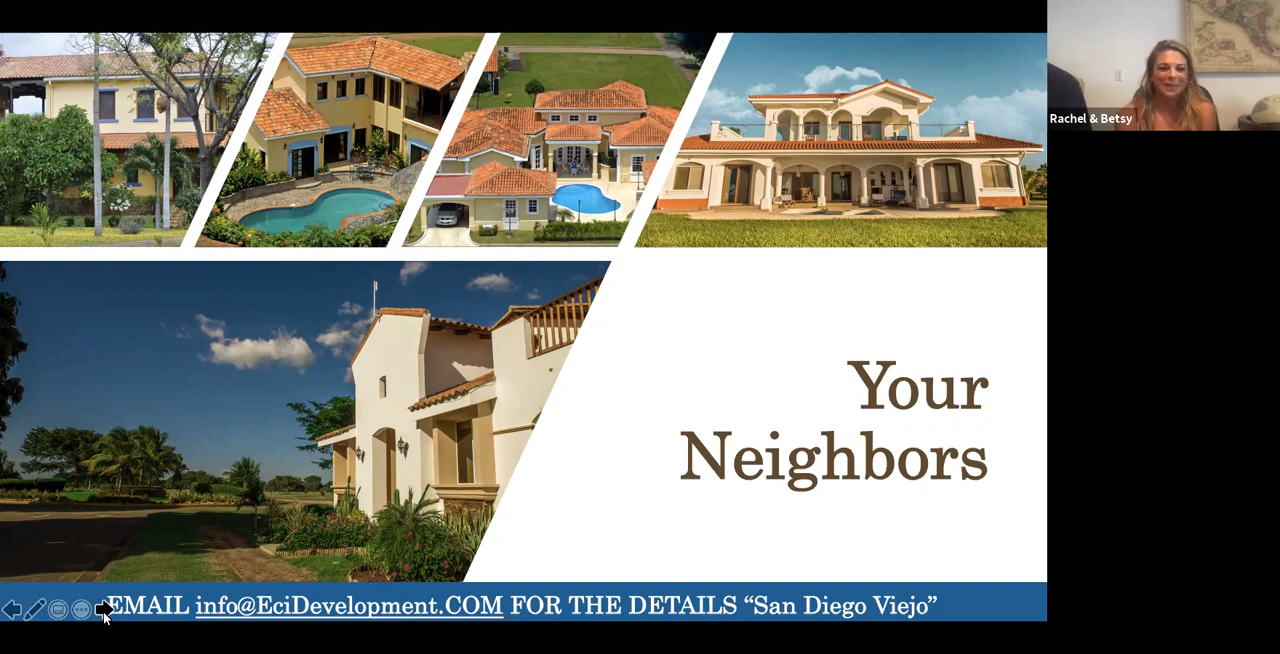 Rachel & Betsy
Your
Neighbors
EMAIL info@EciDevelopment.COM FOR THE DETAILS “San Diego Viejo”